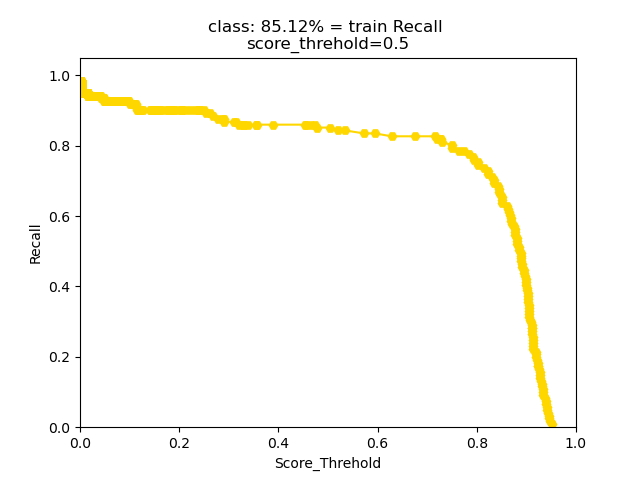 class: 85.12% = train Recall
score_threhold=0.5
1.0
0.8
0.6
0.4
0.2
0.0
Recall
0.0 0.2 0.4 0.6 0.8 1.0
Score_Threhold